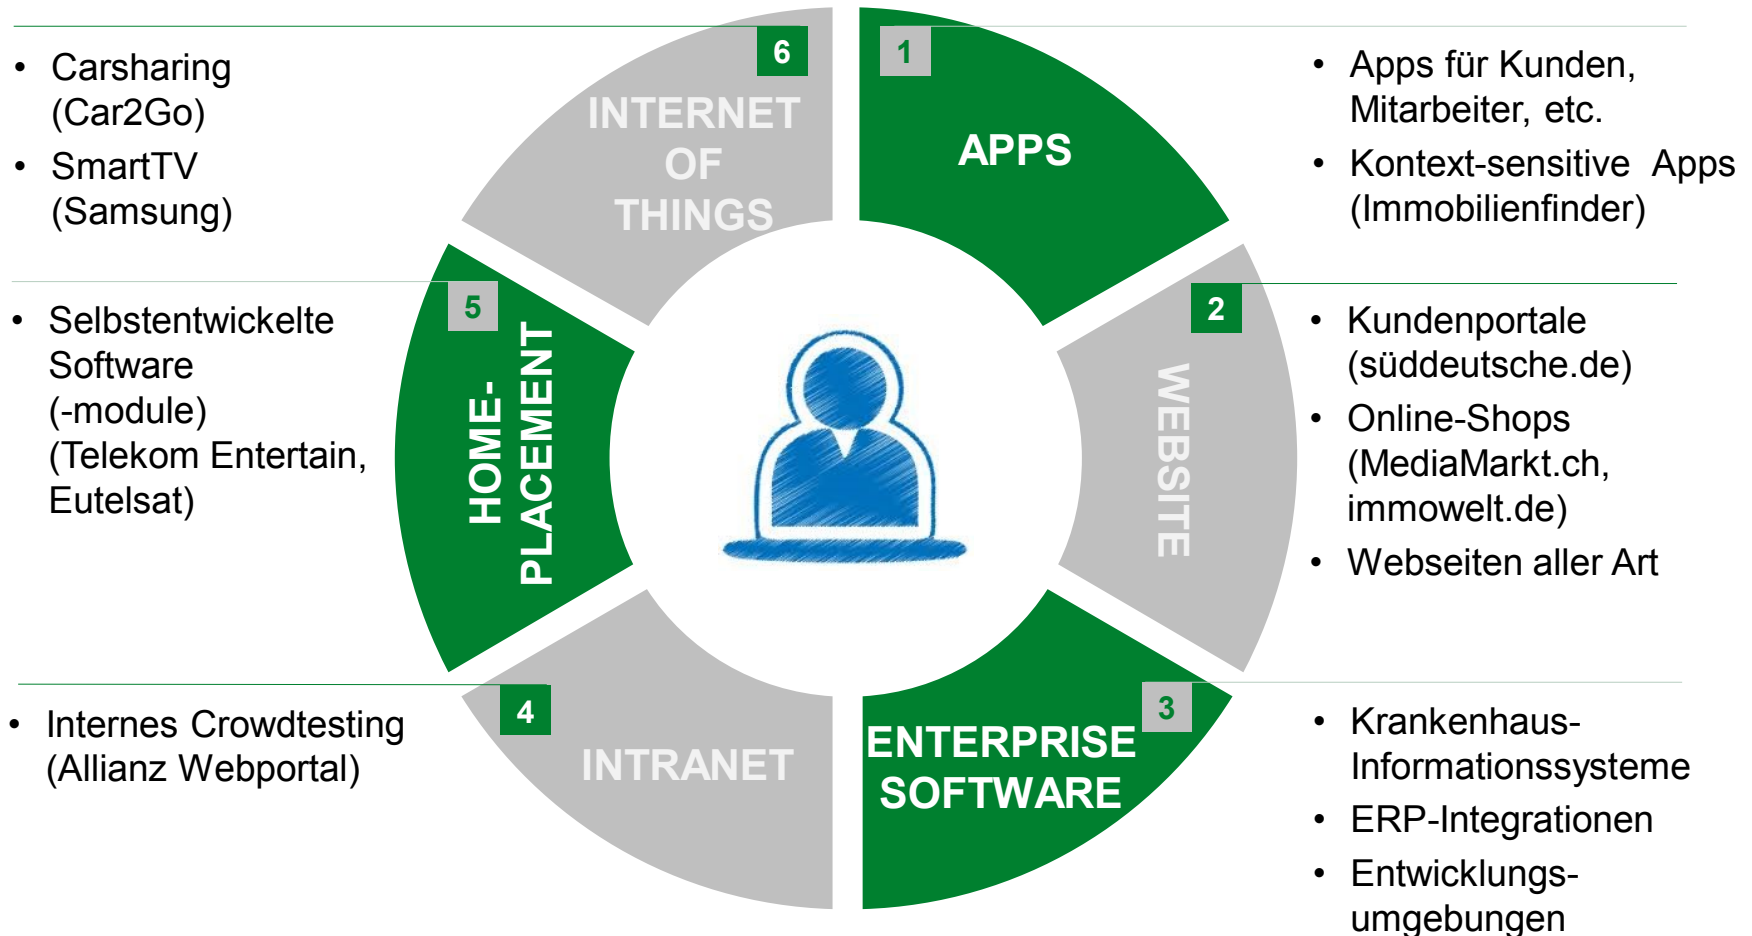 1
APPS
• Apps für Kunden,
Mitarbeiter, etc.
• Kontext-sensitive Apps
(Immobilienfinder)
2
WEBSITE
• Kundenportale
(süddeutsche.de)
• Online-Shops
(MediaMarkt.ch,
immowelt.de)
• Webseiten aller Art
3
ENTERPRISE
SOFTWARE
• Krankenhaus-
Informationssysteme
• ERP-Integrationen
• Entwicklungs-
umgebungen
4
INTRANET
• Internes Crowdtesting
(Allianz Webportal)
5
HOME-
PLACEMENT
• Selbstentwickelte
Software
(-module)
(Telekom Entertain,
Eutelsat)
6
INTERNET
OF
THINGS
• Carsharing
(Car2Go)
• SmartTV
(Samsung)